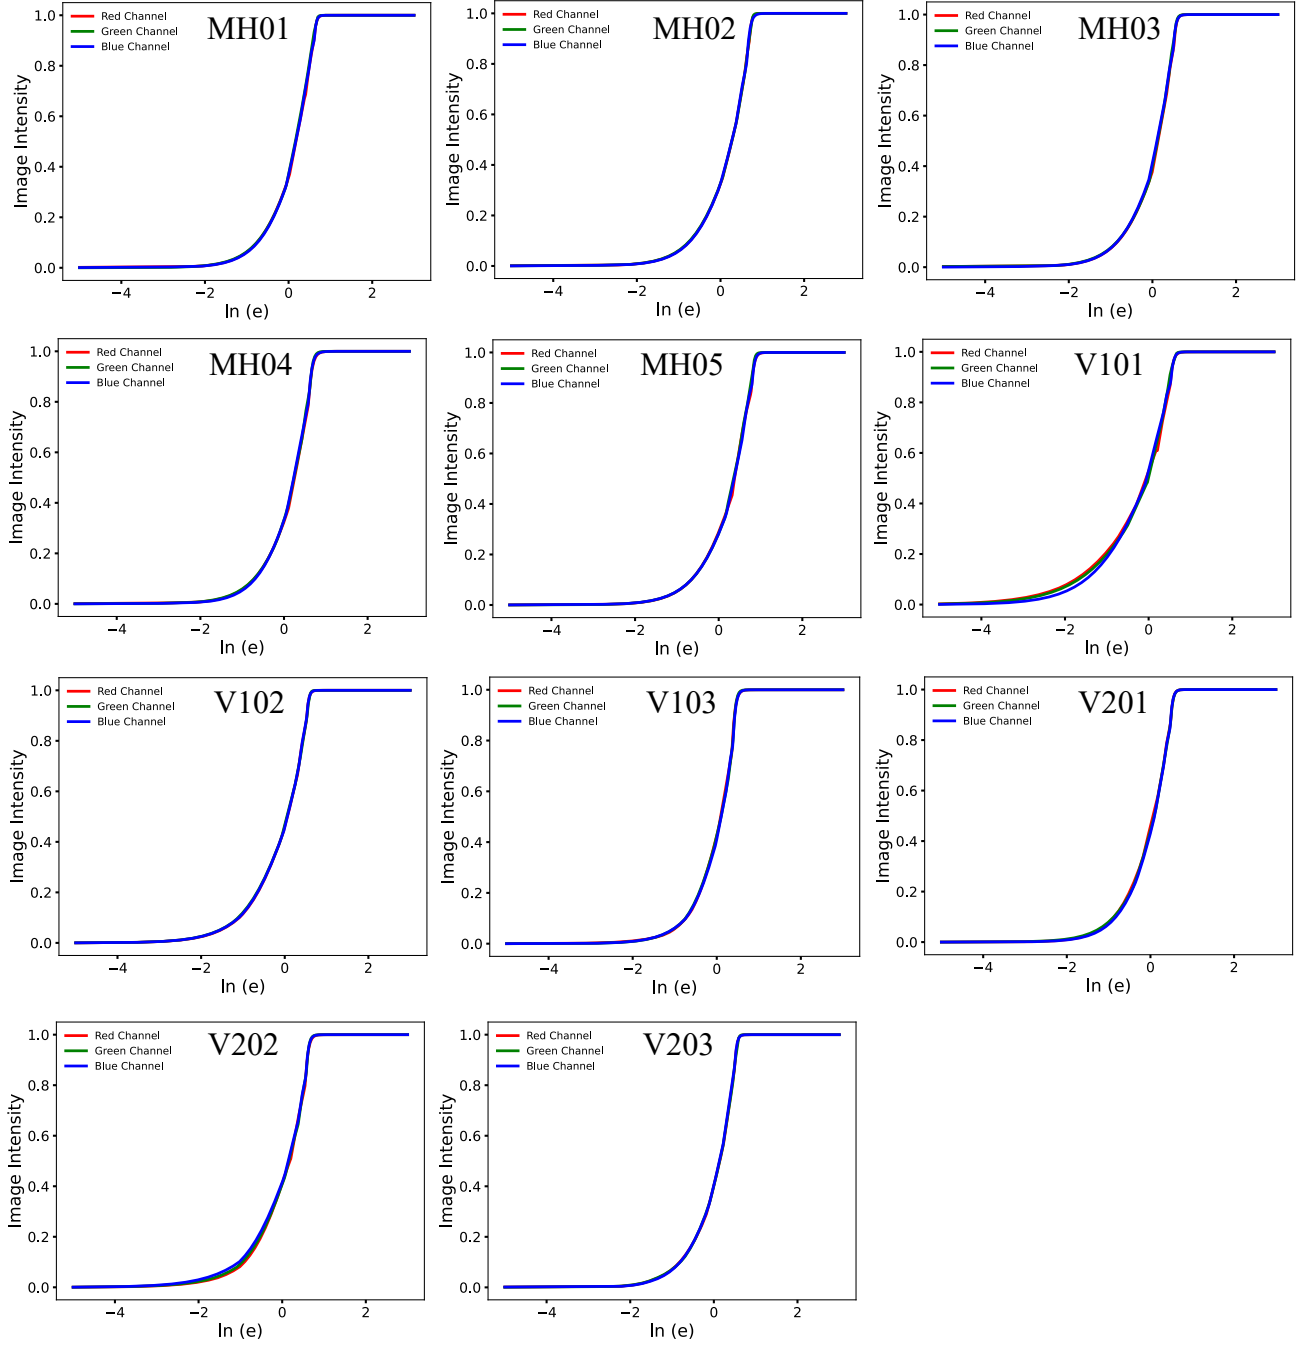 MH01
Red Channel
Green Channel
Blue Channel
Image Intensity
1.0
0.8
0.6
0.4
0.2
0.0
−4
−2
0
2
ln (e)
MH02
Red Channel
Green Channel
Blue Channel
Image Intensity
1.0
0.8
0.6
0.4
0.2
0.0
−4
−2
0
2
ln (e)
MH03
Red Channel
Green Channel
Blue Channel
Image Intensity
1.0
0.8
0.6
0.4
0.2
0.0
−4
−2
0
2
ln (e)
MH04
Red Channel
Green Channel
Blue Channel
Image Intensity
1.0
0.8
0.6
0.4
0.2
0.0
−4
−2
0
2
ln (e)
MH05
Red Channel
Green Channel
Blue Channel
Image Intensity
1.0
0.8
0.6
0.4
0.2
0.0
−4
−2
0
2
ln (e)
V101
Red Channel
Green Channel
Blue Channel
Image Intensity
1.0
0.8
0.6
0.4
0.2
0.0
−4
−2
0
2
ln (e)
V102
Red Channel
Green Channel
Blue Channel
Image Intensity
1.0
0.8
0.6
0.4
0.2
0.0
−4
−2
0
2
ln (e)
V103
Red Channel
Green Channel
Blue Channel
Image Intensity
1.0
0.8
0.6
0.4
0.2
0.0
−4
−2
0
2
ln (e)
V201
Red Channel
Green Channel
Blue Channel
Image Intensity
1.0
0.8
0.6
0.4
0.2
0.0
−4
−2
0
2
ln (e)
V202
Red Channel
Green Channel
Blue Channel
Image Intensity
1.0
0.8
0.6
0.4
0.2
0.0
−4
−2
0
2
ln (e)
V203
Red Channel
Green Channel
Blue Channel
Image Intensity
1.0
0.8
0.6
0.4
0.2
0.0
−4
−2
0
2
ln (e)